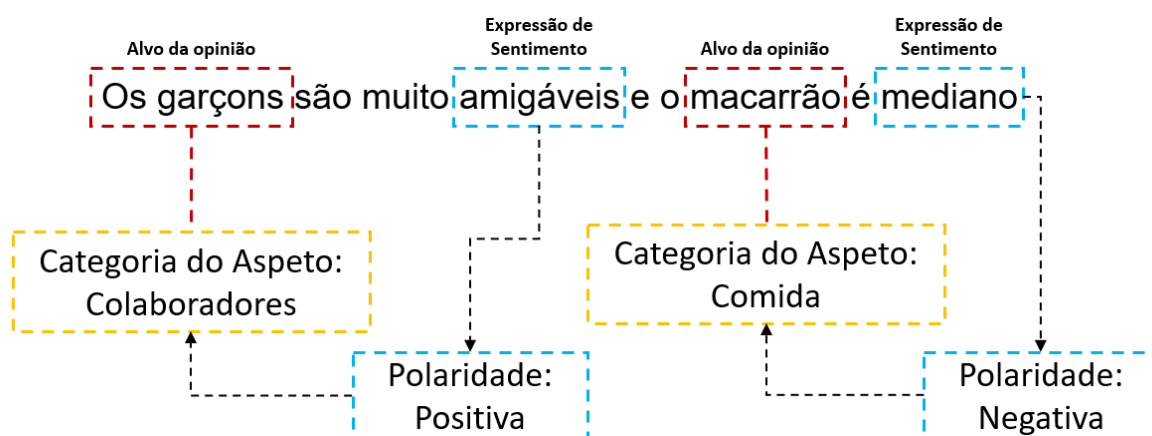 Alvo da opinião
Expressão de
Sentimento
Alvo da opinião
Expressão de
Sentimento
Os garçons são muito amigáveis e o macarrão é mediano
Categoria do Aspeto:
Colaboradores
Categoria do Aspeto:
Comida
Polaridade:
Positiva
Polaridade:
Negativa